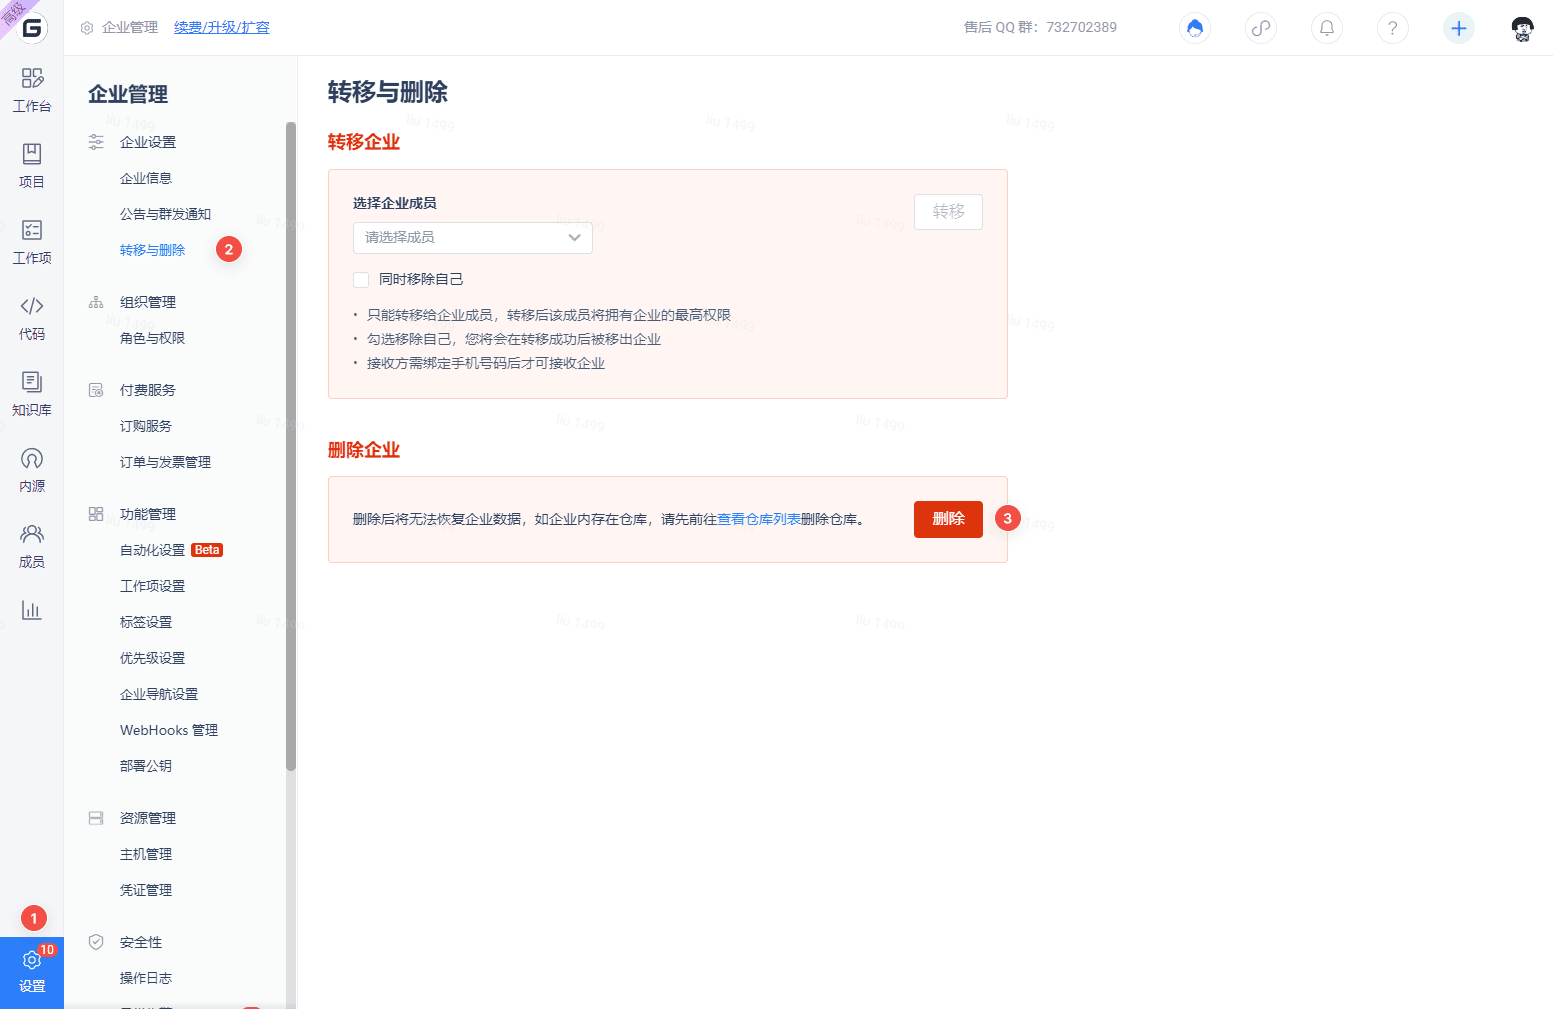 高级
企业管理 续费/升级/扩容
售后 QQ 群：732702389
工作台
项目
工作项
代码
知识库
内源
成员
1
10
设置
企业管理
企业设置
企业信息
公告与群发通知
转移与删除 2
组织管理
角色与权限
付费服务
订购服务
订单与发票管理
功能管理
自动化设置 Beta
工作项设置
标签设置
优先级设置
企业导航设置
WebHooks 管理
部署公钥
资源管理
主机管理
凭证管理
安全性
操作日志
转移与删除
转移企业
选择企业成员
转移
请选择成员
同时移除自己
· 只能转移给企业成员，转移后该成员将拥有企业的最高权限
· 勾选移除自己，您将会在转移成功后被移出企业
· 接收方需绑定手机号码后才可接收企业
删除企业
删除后将无法恢复企业数据，如企业内存在仓库，请先前往查看仓库列表删除仓库。
删除 3
liu 1499